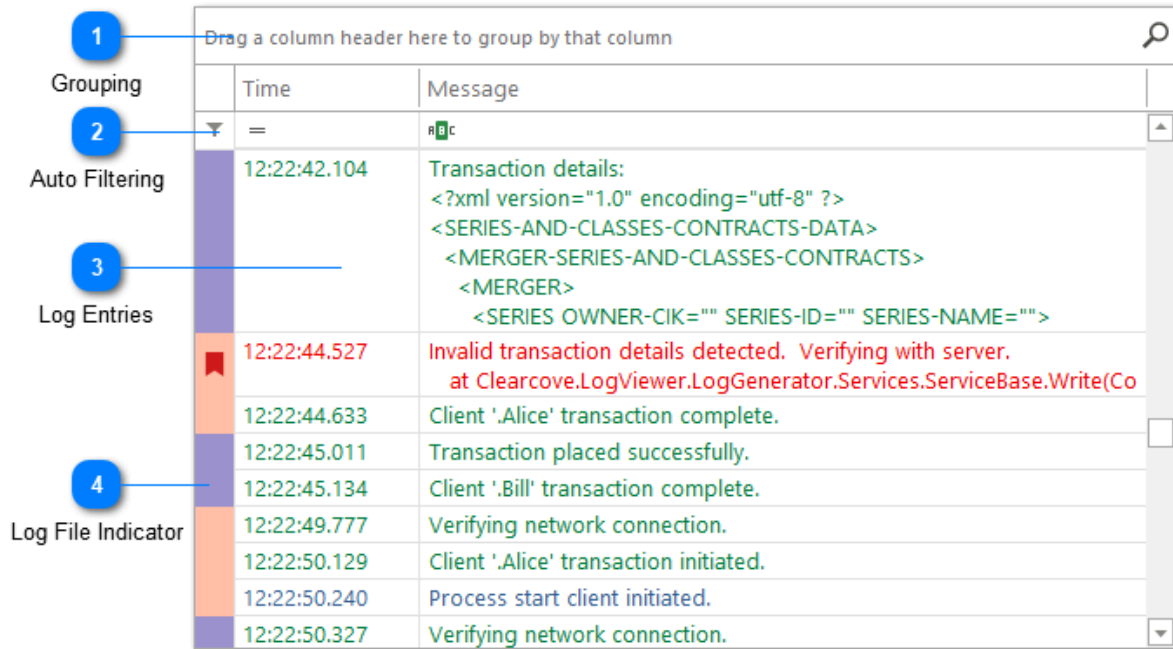 1
Grouping
Drag a column header here to group by that column
Time Message
2
Auto Filtering
= ABC
12:22:42.104 Transaction details:
<?xml version="1.0" encoding="utf-8" ?>
<SERIES-AND-CLASSES-CONTRACTS-DATA>
<MERGER-SERIES-AND-CLASSES-CONTRACTS>
3
Log Entries
<MERGER>
<SERIES OWNER-CIK="" SERIES-ID="" SERIES-NAME="">
12:22:44.527 Invalid transaction details detected.  Verifying with server.
at Clearcove.LogViewer.LogGenerator.Services.ServiceBase.Write(Co
12:22:44.633 Client '.Alice' transaction complete.
12:22:45.011 Transaction placed successfully.
4
Log File Indicator
12:22:45.134 Client '.Bill' transaction complete.
12:22:49.777 Verifying network connection.
12:22:50.129 Client '.Alice' transaction initiated.
12:22:50.240 Process start client initiated.
12:22:50.327 Verifying network connection.